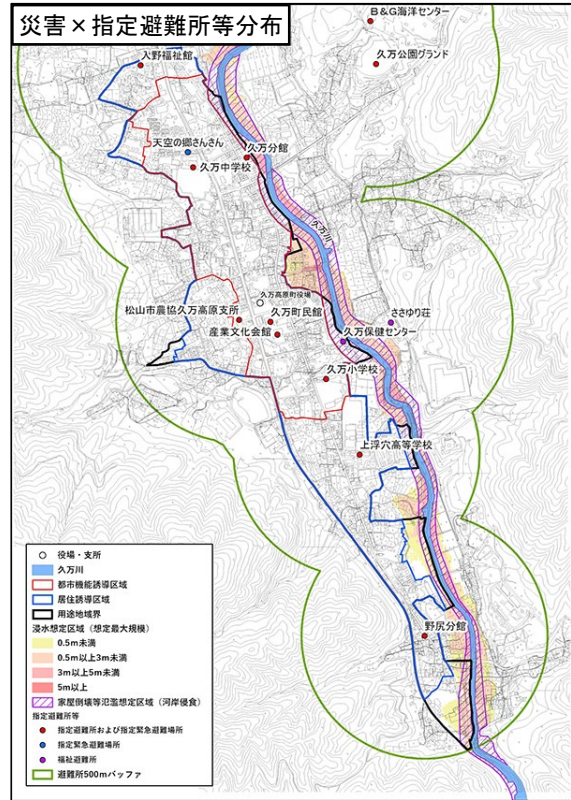 災害×指定避難所等分布
B&G海洋センター
久万公園グランド
入野福祉館
天空の郷さんさん
久万分館
久万中学校
久万川
久万高原町役場
松山市農協久万高原支所
久万町民館
産業文化会館
ささゆり荘
久万保健センター
久万小学校
上浮穴高等学校
野尻分館
役場・支所
久万川
都市機能誘導区域
居住誘導区域
用途地域界
浸水想定区域（想定最大規模）
0.5m未満
0.5m以上3m未満
3m以上5m未満
5m以上
家屋倒壊等氾濫想定区域（河岸侵食）
指定避難所等
指定避難所および指定緊急避難場所
指定緊急避難場所
福祉避難所
避難所500mバッファ